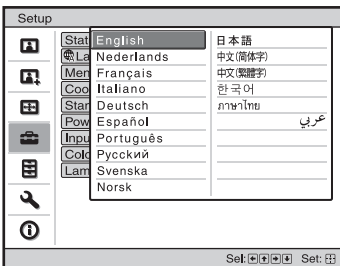 Setup
Stat
La
Men
Coo
Star
Pow
Inpu
Colo
Lam
English
Nederlands
Français
Italiano
Deutsch
Español
Português
Русский
Svenska
Norsk
日本語
中文(简体字)
中文(繁體字)
한국어
ภาษาไทย
عربي
Sel: Set: